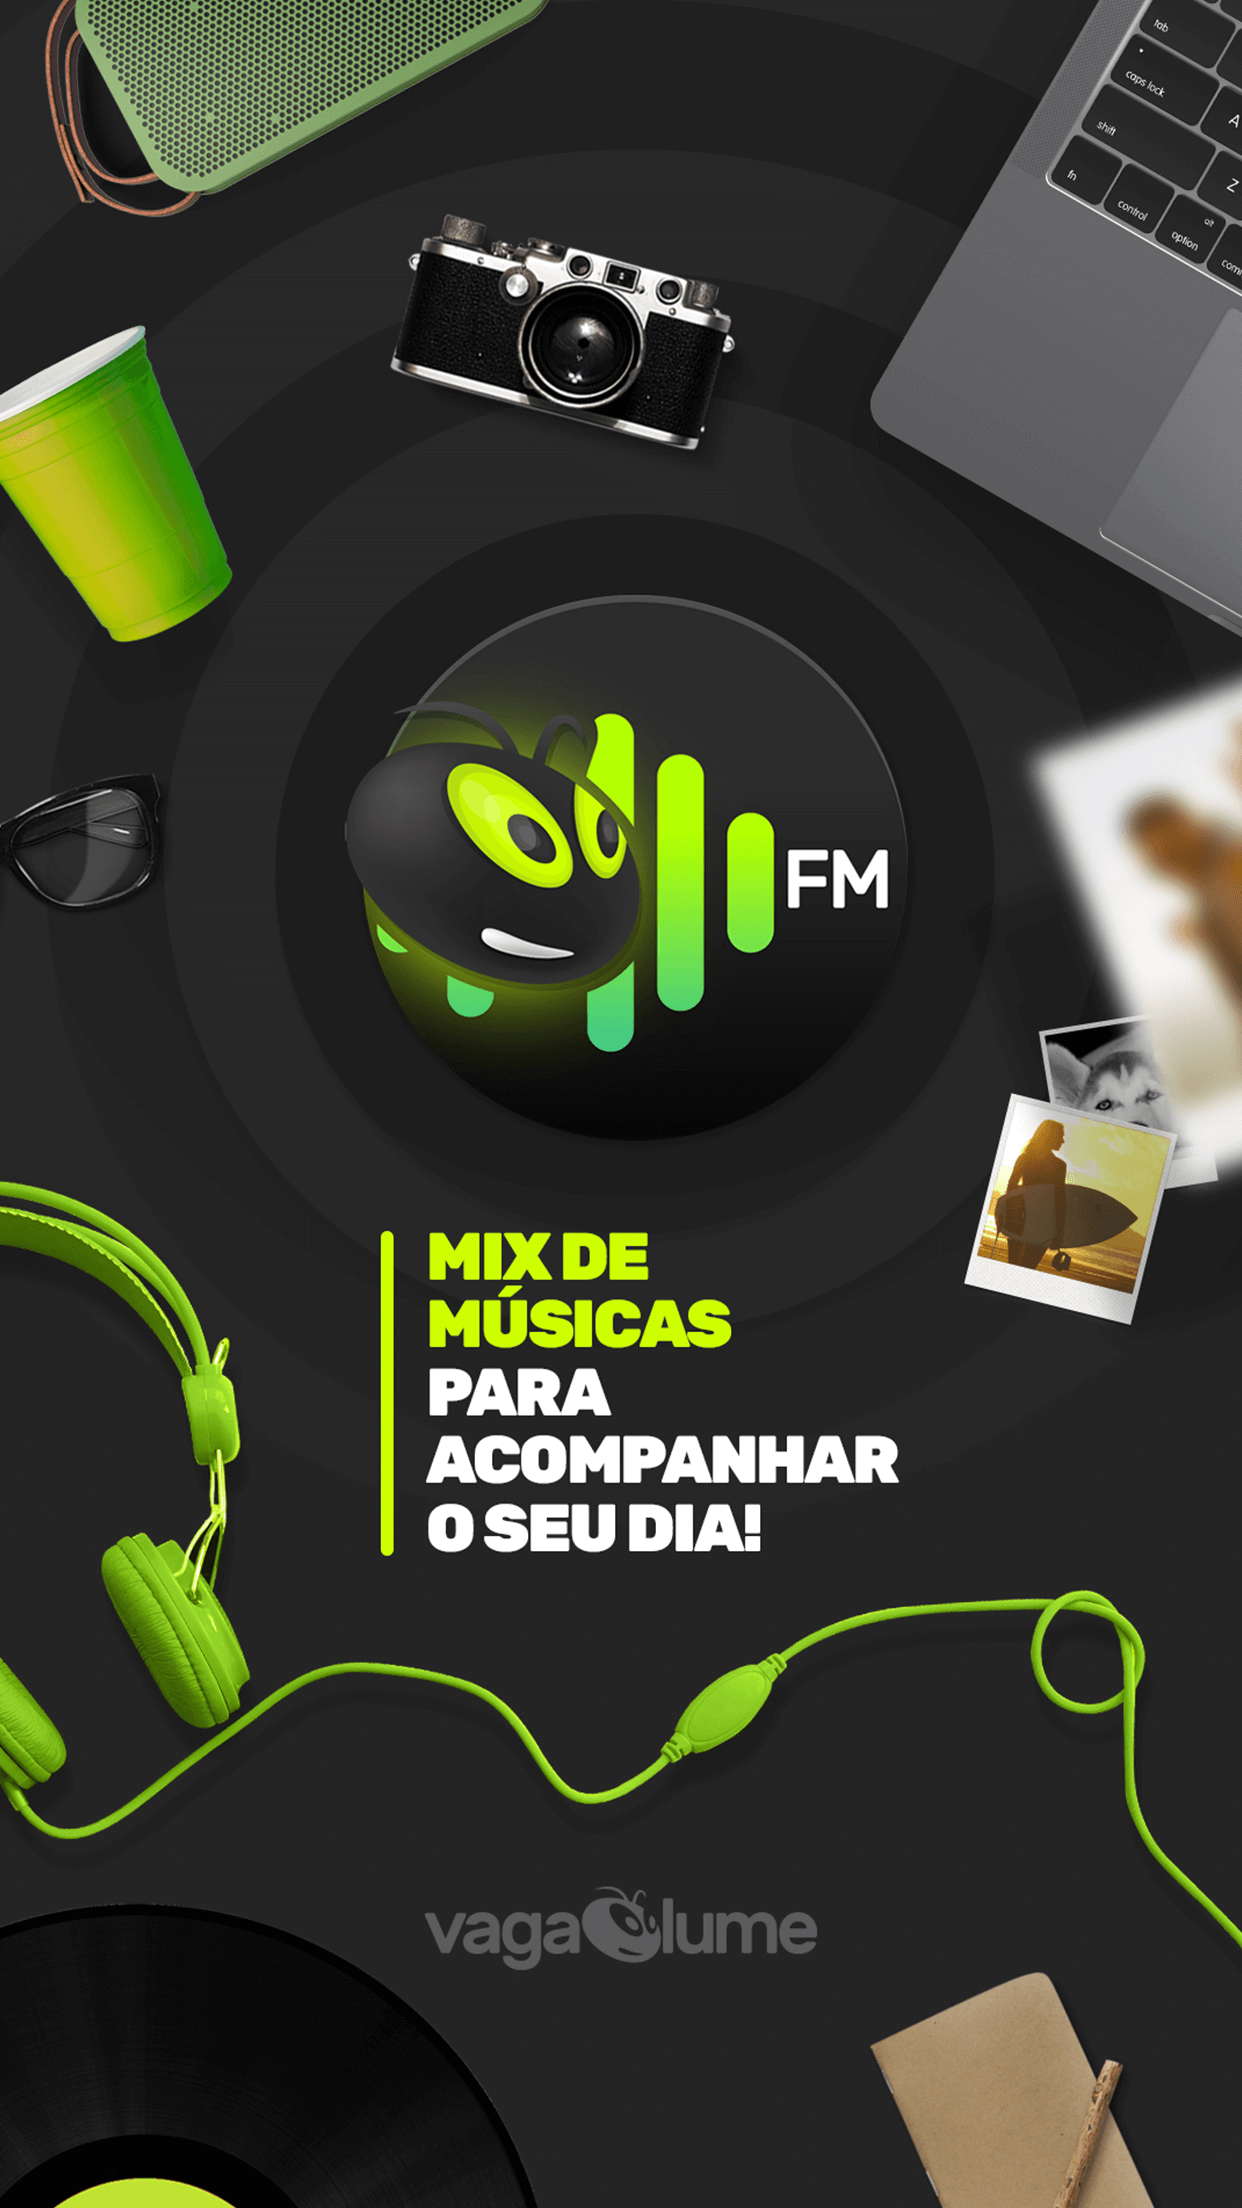 tab
caps lock
A
shift
Z
fn
control
alt
option
FM
MIX DE
MÚSICAS
PARA
ACOMPANHAR
O SEU DIA!
vagalume